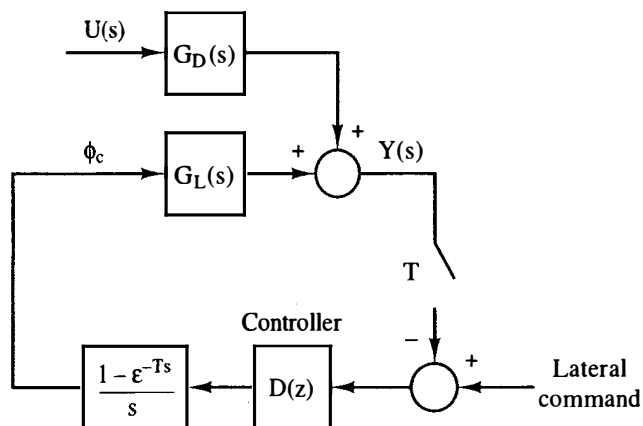 U(s)
G_D(s)
+
ϕ_c
G_L(s)
+
Y(s)
T
Controller
−
+
1 − ε^{−Ts}
s
D(z)
Lateral
command